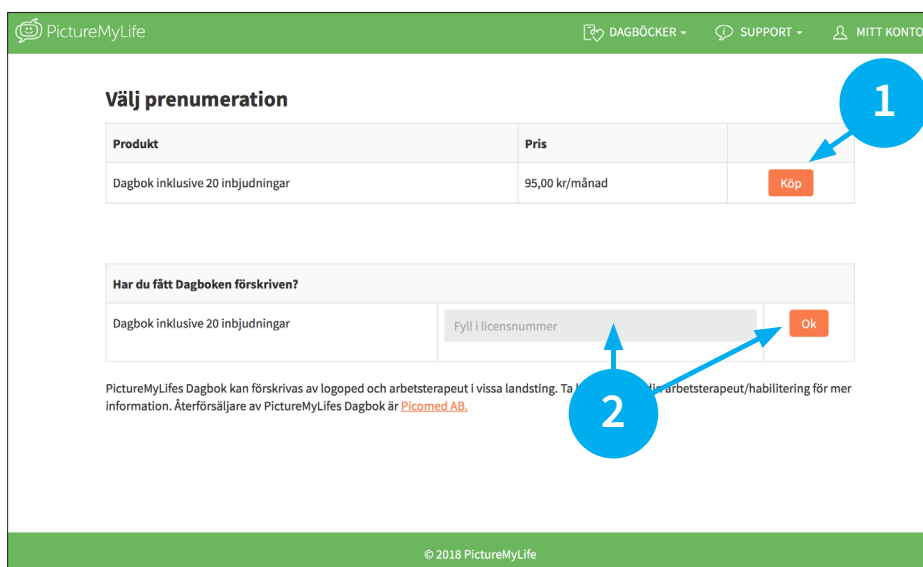 PictureMyLife
DAGBÖCKER
SUPPORT
MITT KONTO
Välj prenumeration
1
Produkt
Pris
Dagbok inklusive 20 inbjudningar
95,00 kr/månad
Köp
Har du fått Dagboken förskriven?
Dagbok inklusive 20 inbjudningar
Fyll i licensnummer
Ok
PictureMyLifes Dagbok kan förskrivas av logoped och arbetsterapeut i vissa landsting. Ta arbetsterapeut/habilitering för mer
information. Återförsäljare av PictureMyLifes Dagbok är Picomed AB.
2
© 2018 PictureMyLife